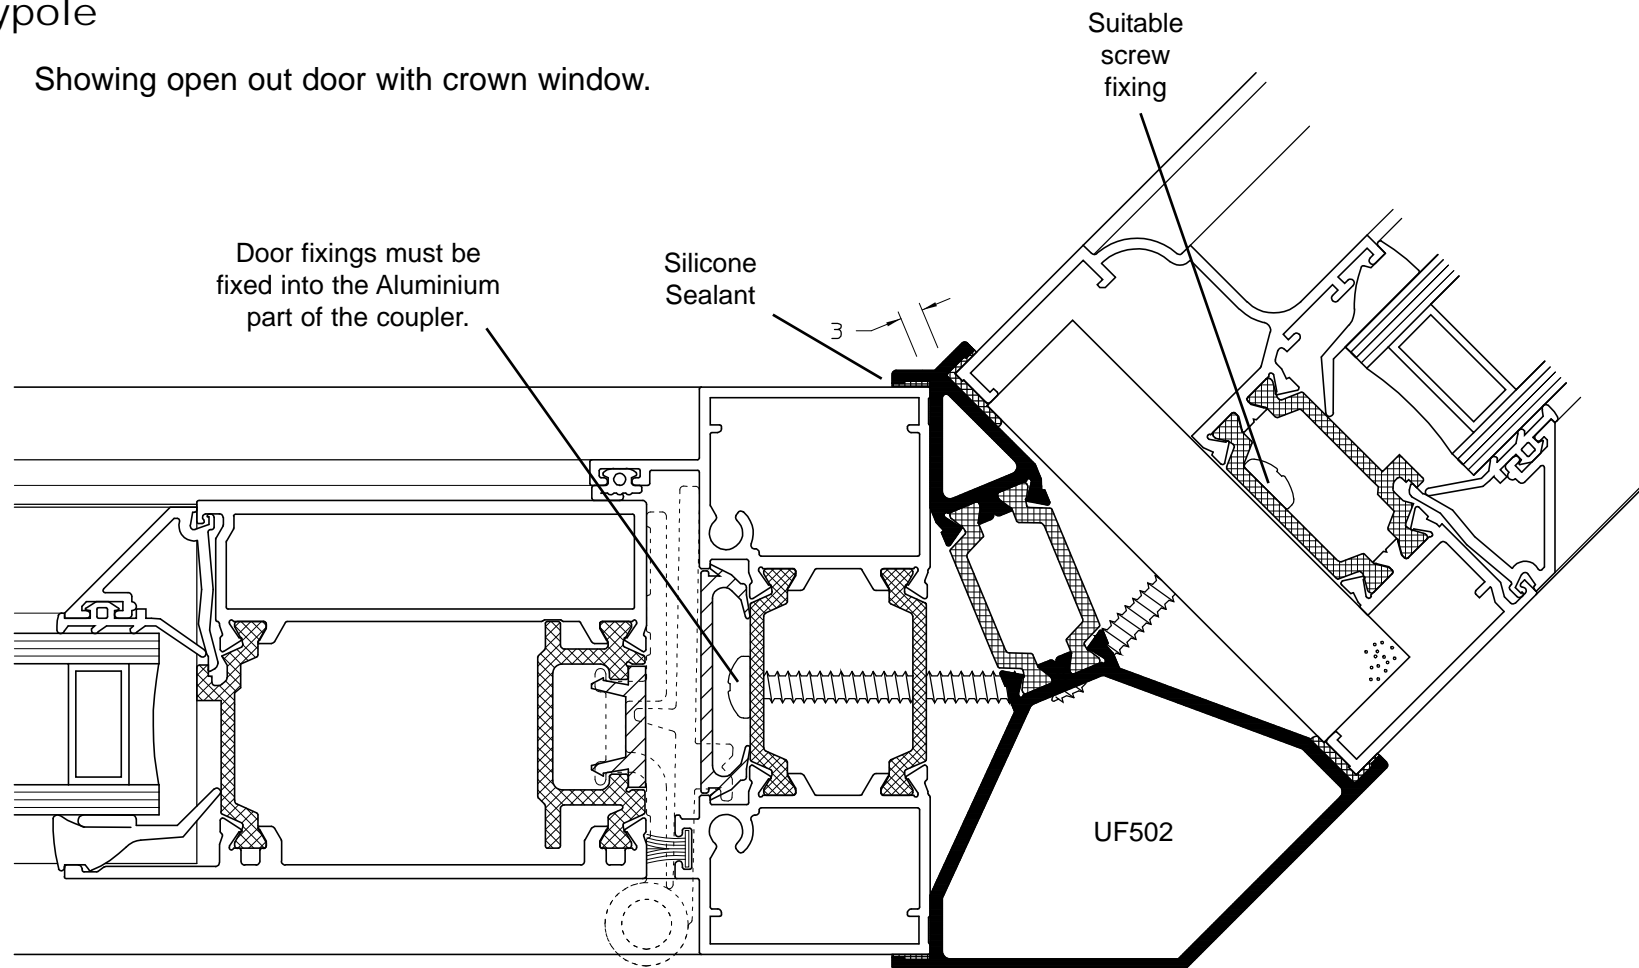 ypole
Showing open out door with crown window.
Suitable
screw
fixing
Door fixings must be
fixed into the Aluminium
part of the coupler.
Silicone
Sealant
3
UF502